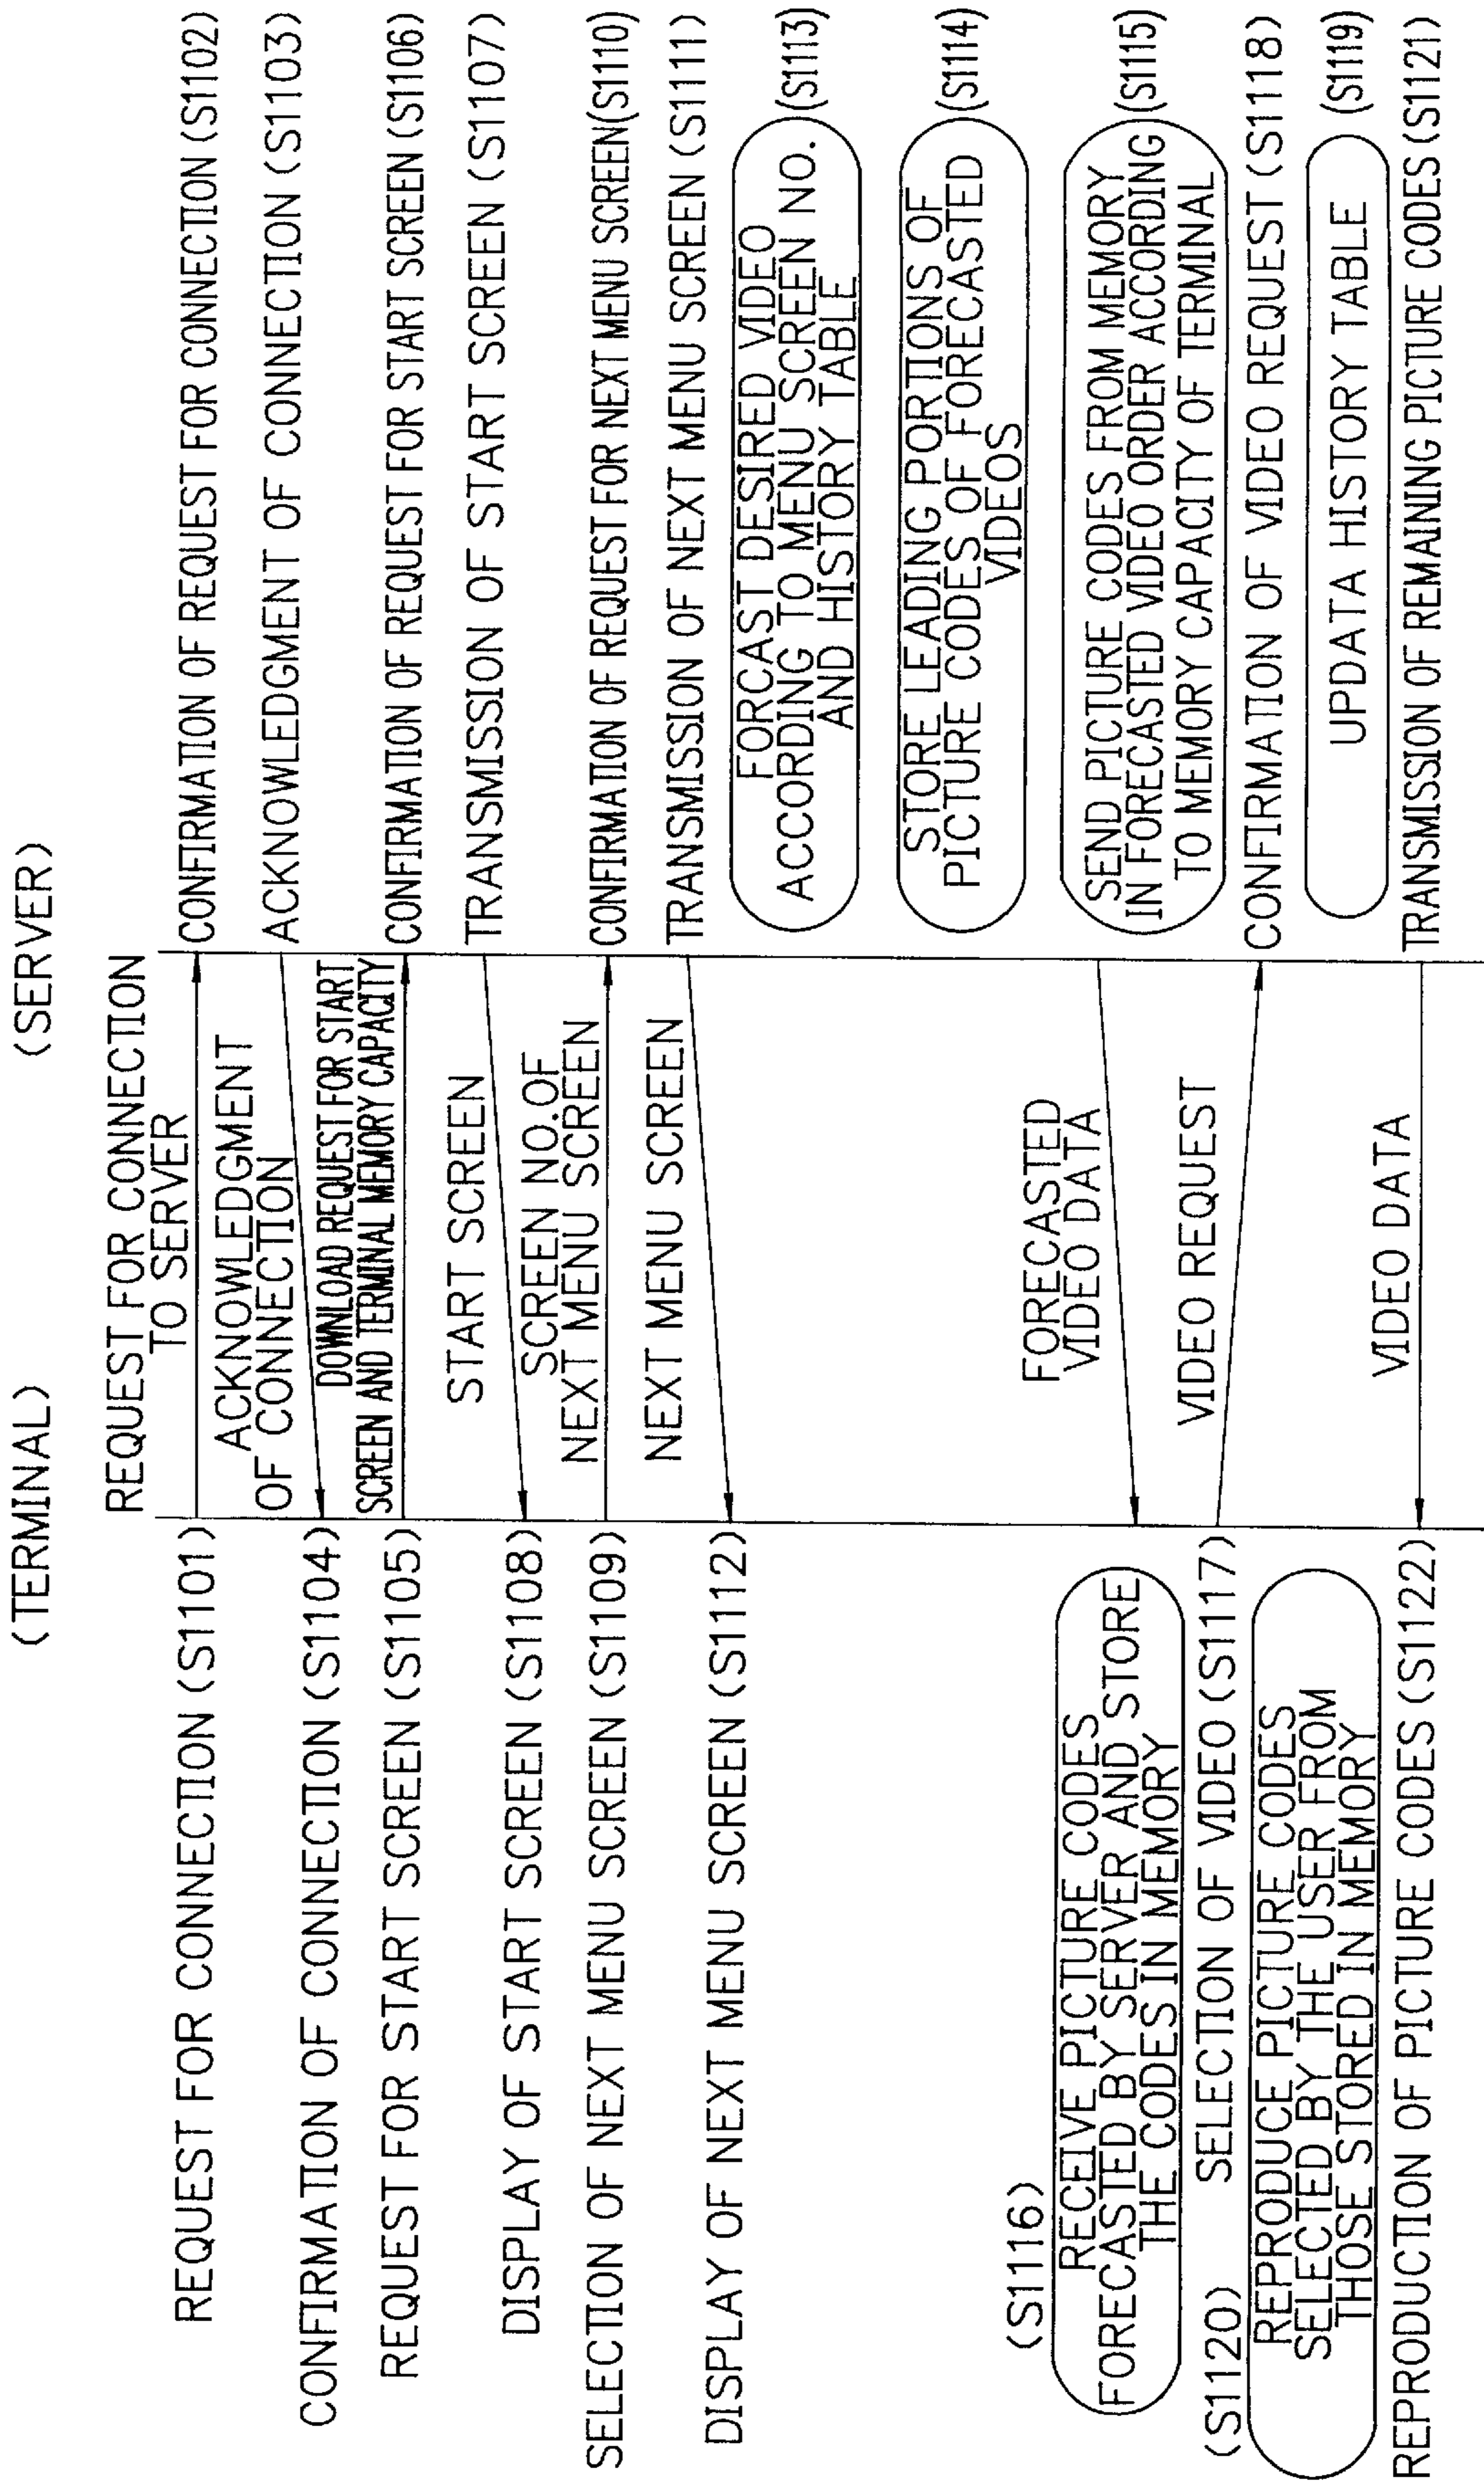 (TERMINAL)
(SERVER)
REQUEST FOR CONNECTION
TO SERVER
REQUEST FOR CONNECTION (S1101)
CONFIRMATION OF REQUEST FOR CONNECTION (S1102)
ACKNOWLEDGMENT
OF CONNECTION
ACKNOWLEDGMENT OF CONNECTION (S1103)
CONFIRMATION OF CONNECTION (S1104)
DOWNLOAD REQUEST FOR START
SCREEN AND TERMINAL MEMORY CAPACITY
REQUEST FOR START SCREEN (S1105)
CONFIRMATION OF REQUEST FOR START SCREEN (S1106)
START SCREEN
TRANSMISSION OF START SCREEN (S1107)
DISPLAY OF START SCREEN (S1108)
SCREEN NO.OF
NEXT MENU SCREEN
SELECTION OF NEXT MENU SCREEN (S1109)
CONFIRMATION OF REQUEST FOR NEXT MENU SCREEN(S1110)
NEXT MENU SCREEN
TRANSMISSION OF NEXT MENU SCREEN (S1111)
DISPLAY OF NEXT MENU SCREEN (S1112)
FORCAST DESIRED VIDEO
ACCORDING TO MENU SCREEN NO.
AND HISTORY TABLE
(S1113)
STORE LEADING PORTIONS OF
PICTURE CODES OF FORECASTED
VIDEOS
(S1114)
SEND PICTURE CODES FROM MEMORY
IN FORECASTED VIDEO ORDER ACCORDING
TO MEMORY CAPACITY OF TERMINAL
(S1115)
FORECASTED
VIDEO DATA
(S1116)
RECEIVE PICTURE CODES
FORECASTED BY SERVER AND STORE
THE CODES IN MEMORY
VIDEO REQUEST
SELECTION OF VIDEO (S1117)
CONFIRMATION OF VIDEO REQUEST (S1118)
UPDATA HISTORY TABLE
(S1119)
(S1120)
REPRODUCE PICTURE CODES
SELECTED BY THE USER FROM
THOSE STORED IN MEMORY
VIDEO DATA
TRANSMISSION OF REMAINING PICTURE CODES (S1121)
REPRODUCTION OF PICTURE CODES (S1122)